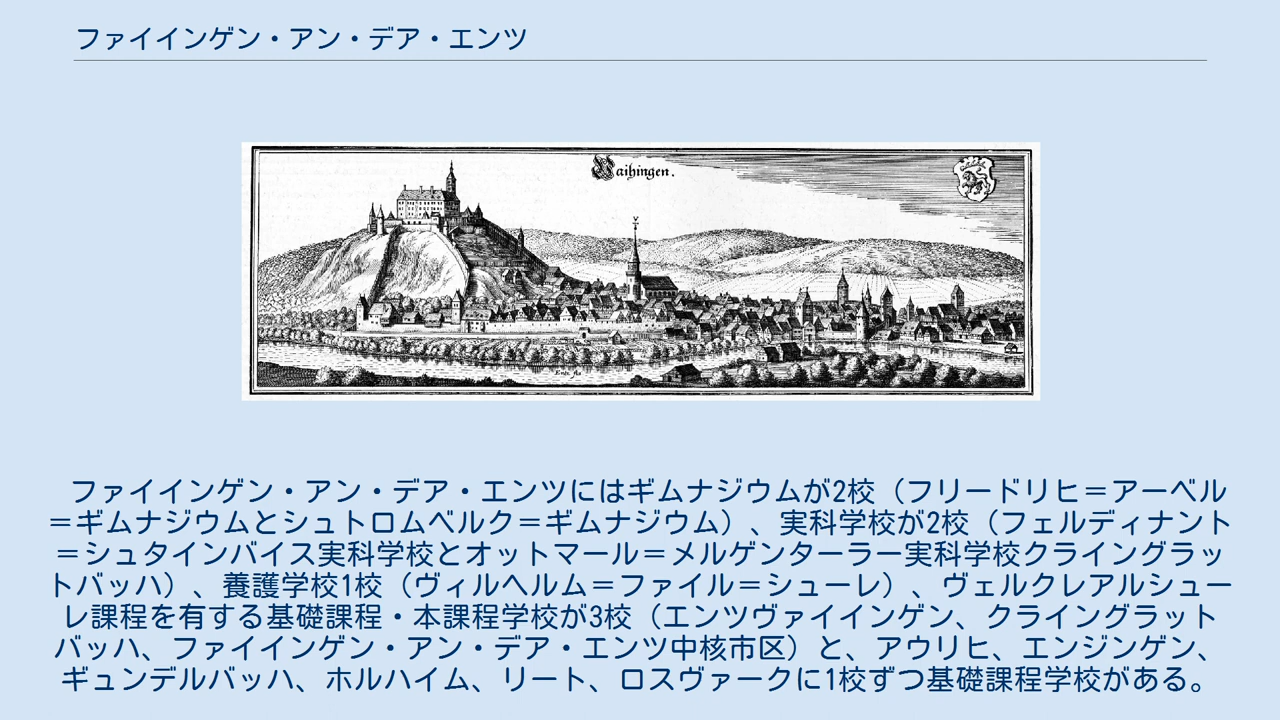 ファイインゲン・アン・デア・エンツ
Vaihingen.
Enz flu
ファイインゲン・アン・デア・エンツにはギムナジウムが2校（フリードリヒ＝アーベル
＝ギムナジウムとシュトロムベルク＝ギムナジウム）、実科学校が2校（フェルディナント
＝シュタインバイス実科学校とオットマール＝メルゲンターラー実科学校クライングラッ
トバッハ）、養護学校1校（ヴィルヘルム＝ファイル＝シューレ）、ヴェルクレアルシュー
レ課程を有する基礎課程・本課程学校が3校（エンツヴァイインゲン、クライングラット
バッハ、ファイインゲン・アン・デア・エンツ中核市区）と、アウリヒ、エンジンゲン、
ギュンデルバッハ、ホルハイム、リート、ロスヴァークに1校ずつ基礎課程学校がある。